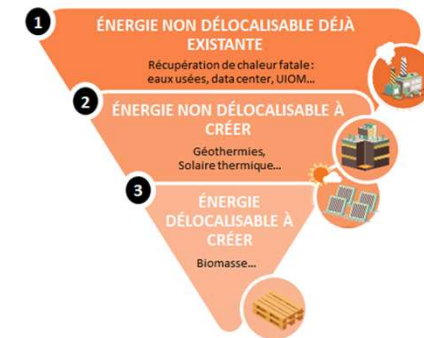 1
ÉNERGIE NON DÉLOCALISABLE DÉJÀ
EXISTANTE
Récupération de chaleur fatale :
eaux usées, data center, UIOM...
2
ÉNERGIE NON DÉLOCALISABLE À
CRÉER
Géothermies,
Solaire thermique...
3
ÉNERGIE
DÉLOCALISABLE À
CRÉER
Biomasse...